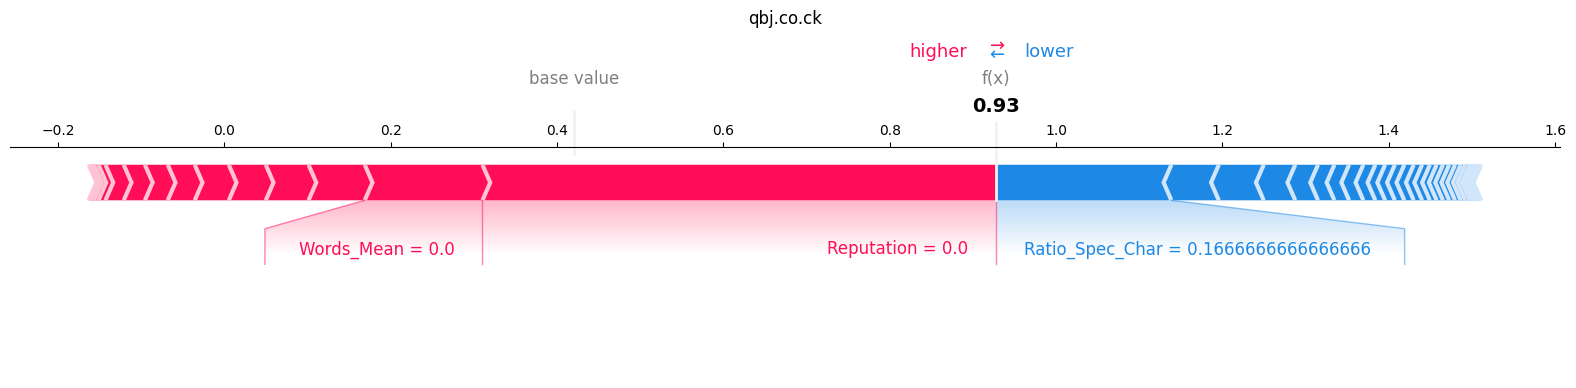 qbj.co.ck
higher ⇄ lower
base value f(x)
0.93
−0.2 0.0 0.2 0.4 0.6 0.8 1.0 1.2 1.4 1.6
Words_Mean = 0.0 Reputation = 0.0 Ratio_Spec_Char = 0.1666666666666666